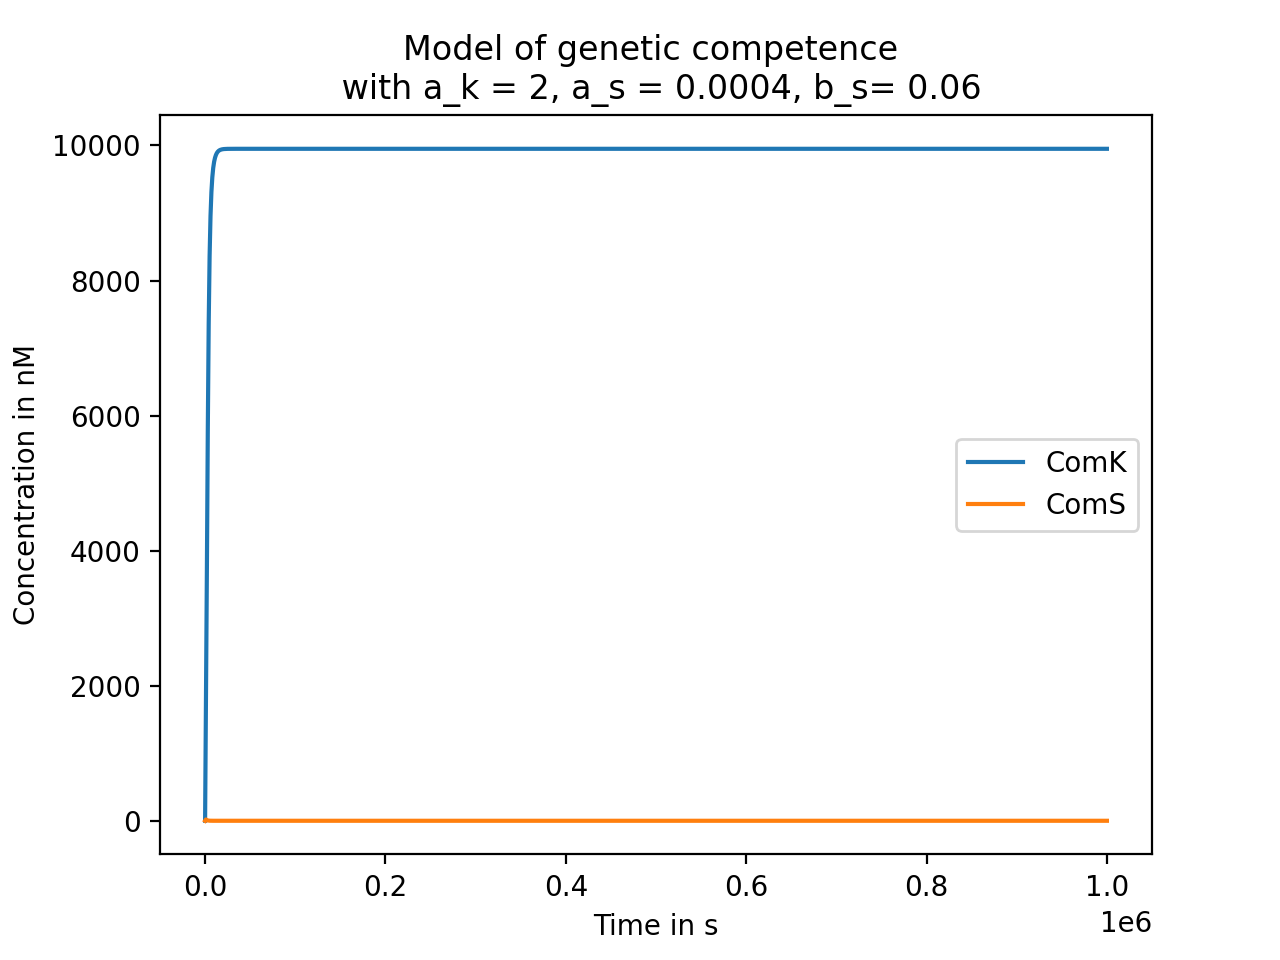 Model of genetic competence
with a_k = 2, a_s = 0.0004, b_s= 0.06
Concentration in nM
10000
8000
6000
4000
2000
0
ComK
ComS
0.0 0.2 0.4 0.6 0.8 1.0
1e6
Time in s